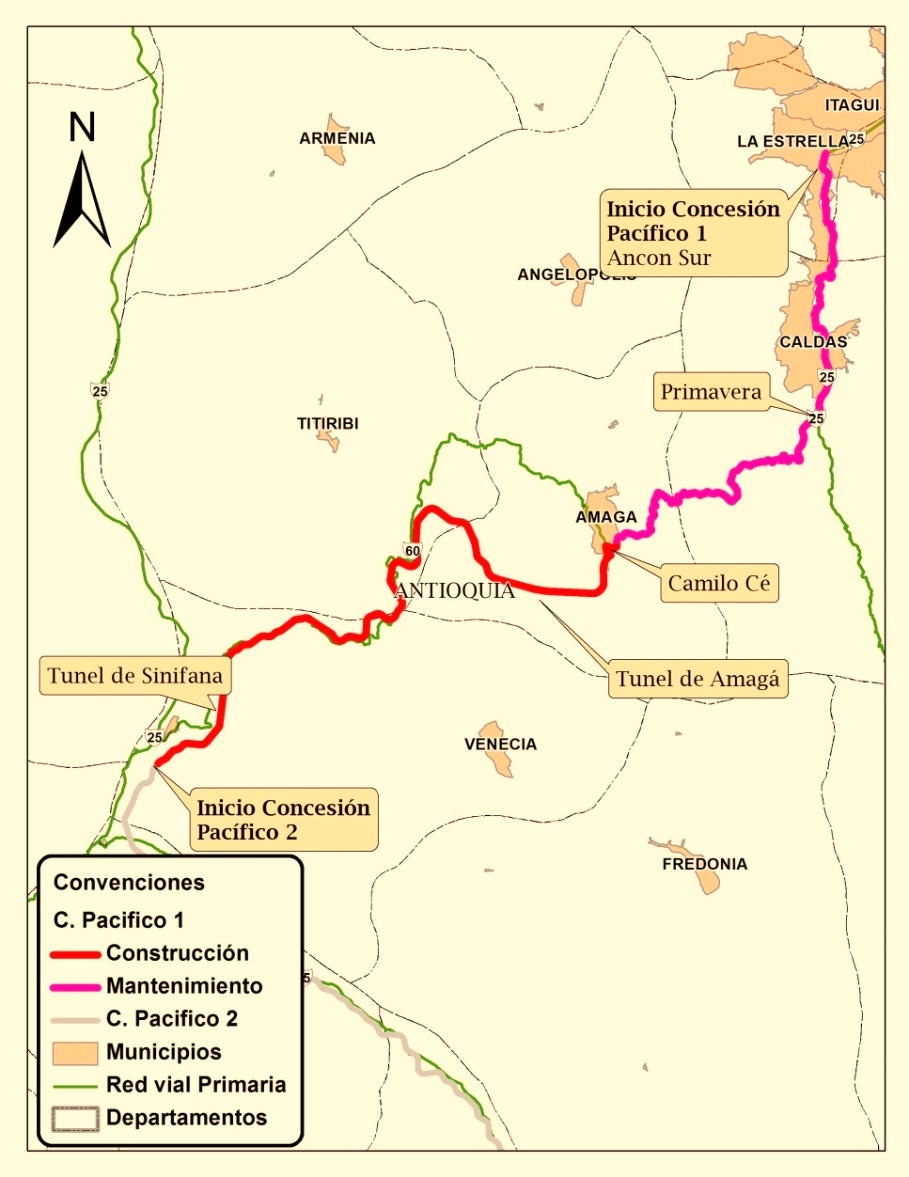 N
ARMENIA
ITAGUI
LA ESTRELLA
25
Inicio Concesión
Pacífico 1
Ancon Sur
ANGELOPOLIS
CALDAS
25
25
Primavera
25
TITIRIBI
AMAGA
60
Camilo Cé
ANTIOQUIA
Tunel de Sinifana
Tunel de Amagá
25
VENECIA
Inicio Concesión
Pacífico 2
FREDONIA
Convenciones
C. Pacifico 1
Construcción
Mantenimiento
5
C. Pacifico 2
Municipios
Red vial Primaria
Departamentos